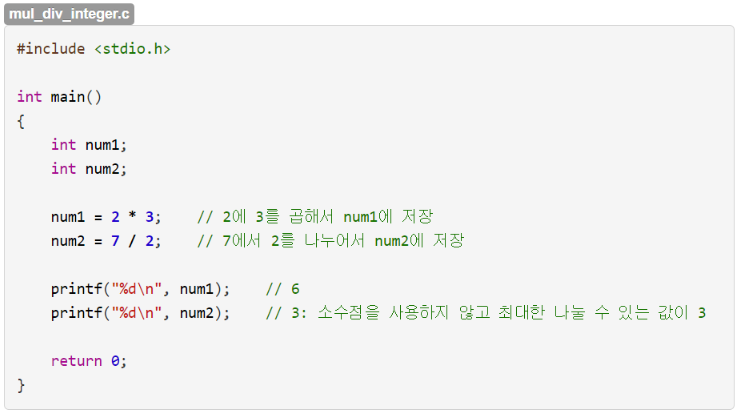 mul_div_integer.c
#include <stdio.h>
int main()
{
    int num1;
    int num2;
    num1 = 2 * 3;    // 2에 3를 곱해서 num1에 저장
    num2 = 7 / 2;    // 7에서 2를 나누어서 num2에 저장
    printf("%d\n", num1);    // 6
    printf("%d\n", num2);    // 3: 소수점을 사용하지 않고 최대한 나눌 수 있는 값이 3
    return 0;
}